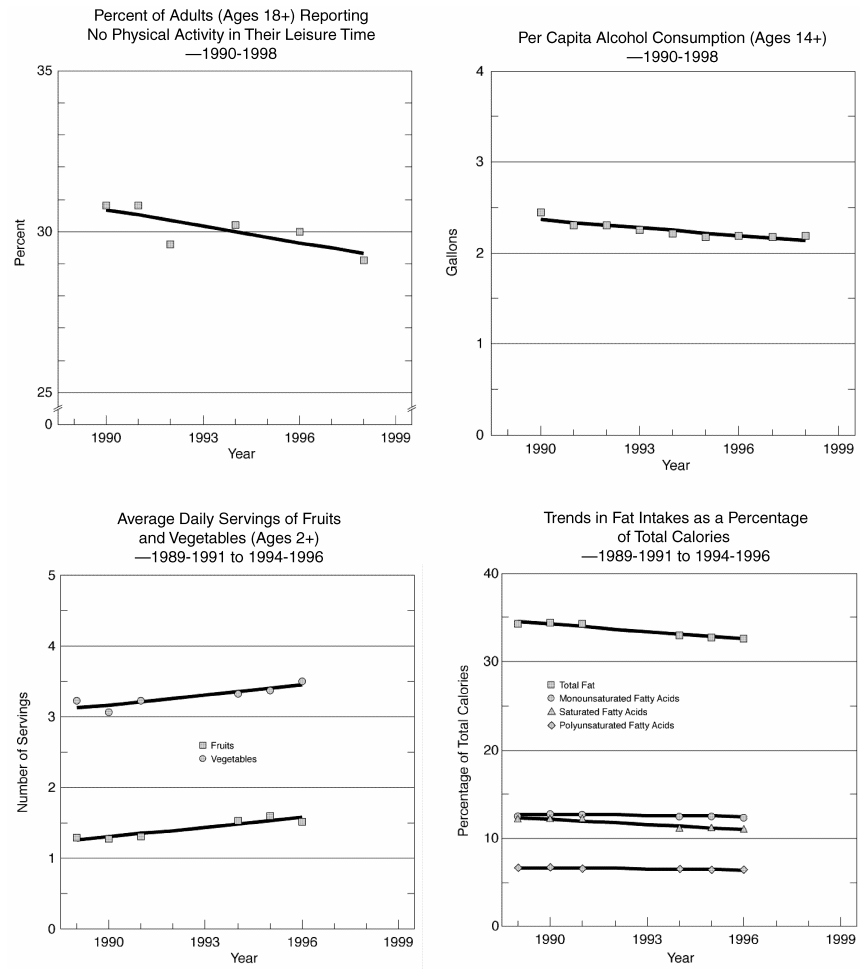 Percent of Adults (Ages 18+) Reporting
No Physical Activity in Their Leisure Time
—1990-1998
35
30
25
0
Percent
1990
1993
1996
1999
Year
Per Capita Alcohol Consumption (Ages 14+)
—1990-1998
4
3
2
1
0
Gallons
1990
1993
1996
1999
Year
Average Daily Servings of Fruits
and Vegetables (Ages 2+)
—1989-1991 to 1994-1996
5
4
3
2
1
0
Number of Servings
Fruits
Vegetables
1990
1993
1996
1999
Year
Trends in Fat Intakes as a Percentage
of Total Calories
—1989-1991 to 1994-1996
40
30
20
10
0
Percentage of Total Calories
Total Fat
Monounsaturated Fatty Acids
Saturated Fatty Acids
Polyunsaturated Fatty Acids
1990
1993
1996
1999
Year